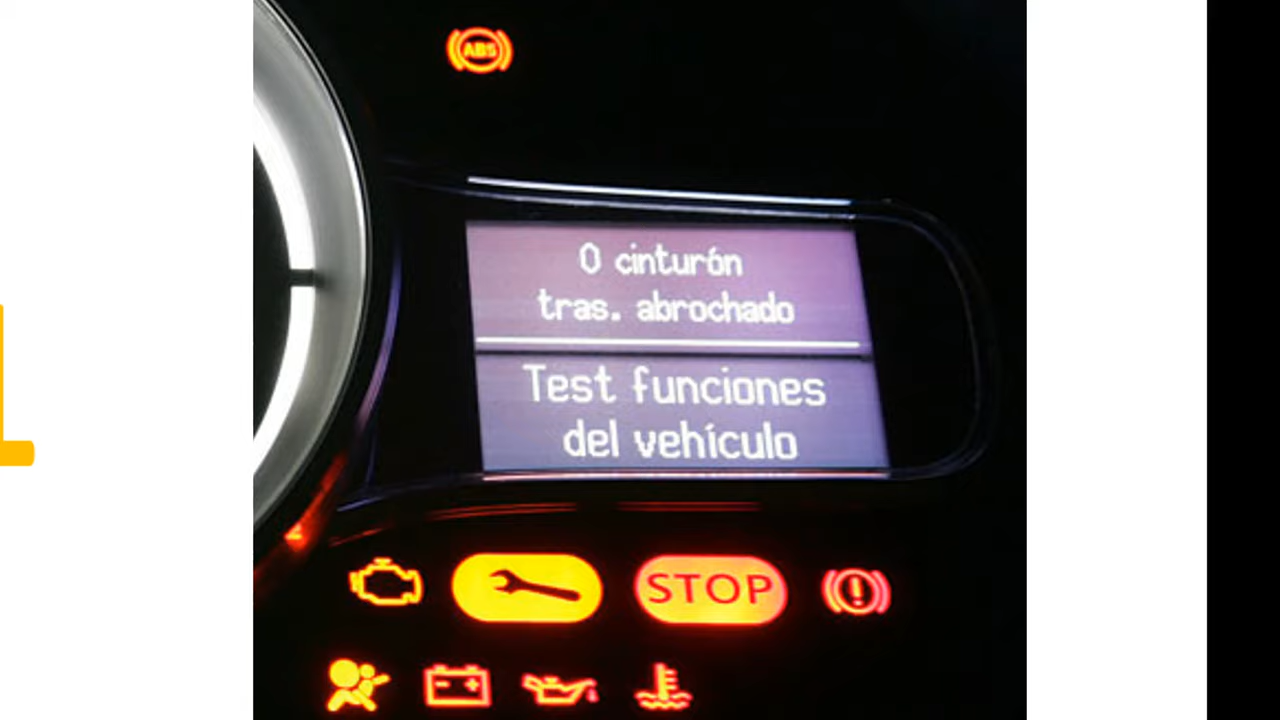 ABS
0 cinturón
tras. abrochado
Test funciones
del vehículo
STOP